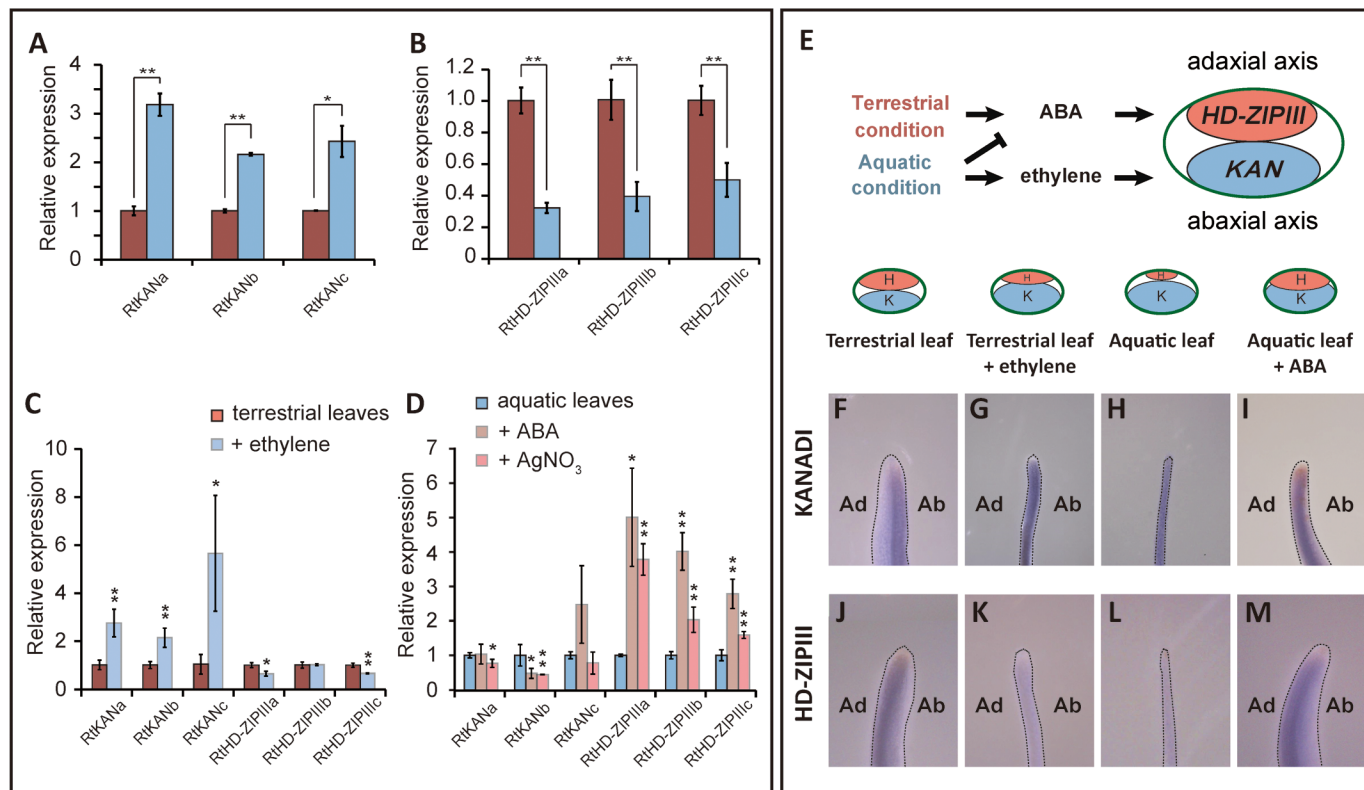 A
Relative expression
4
3
2
1
0
**
**
*
RtKANa
RtKANb
RtKANc
B
Relative expression
1.2
1.0
0.8
0.6
0.4
0.2
0
**
**
**
RtHD-ZIPIIIa
RtHD-ZIPIIIb
RtHD-ZIPIIIc
C
terrestrial leaves
+ ethylene
Relative expression
10
8
6
4
2
0
**
**
*
*
**
RtKANa
RtKANb
RtKANc
RtHD-ZIPIIIa
RtHD-ZIPIIIb
RtHD-ZIPIIIc
D
aquatic leaves
+ ABA
+ AgNO3
Relative expression
7
6
5
4
3
2
1
0
*
*
**
*
**
**
**
**
***
RtKANa
RtKANb
RtKANc
RtHD-ZIPIIIa
RtHD-ZIPIIIb
RtHD-ZIPIIIc
E
adaxial axis
Terrestrial
condition
ABA
HD-ZIPIII
Aquatic
condition
ethylene
KAN
abaxial axis
H
K
H
K
H
K
H
K
Terrestrial leaf
Terrestrial leaf
+ ethylene
Aquatic leaf
Aquatic leaf
+ ABA
KANADI
F
Ad
Ab
G
Ad
Ab
H
Ad
Ab
I
Ad
Ab
HD-ZIPIII
J
Ad
Ab
K
Ad
Ab
L
Ad
Ab
M
Ad
Ab